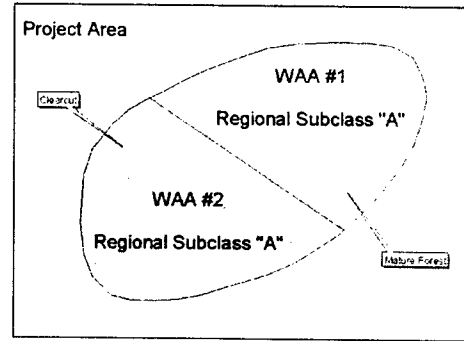 Project Area
WAA #1
Clearcut
Regional Subclass "A"
WAA #2
Regional Subclass "A"
Mature Forest